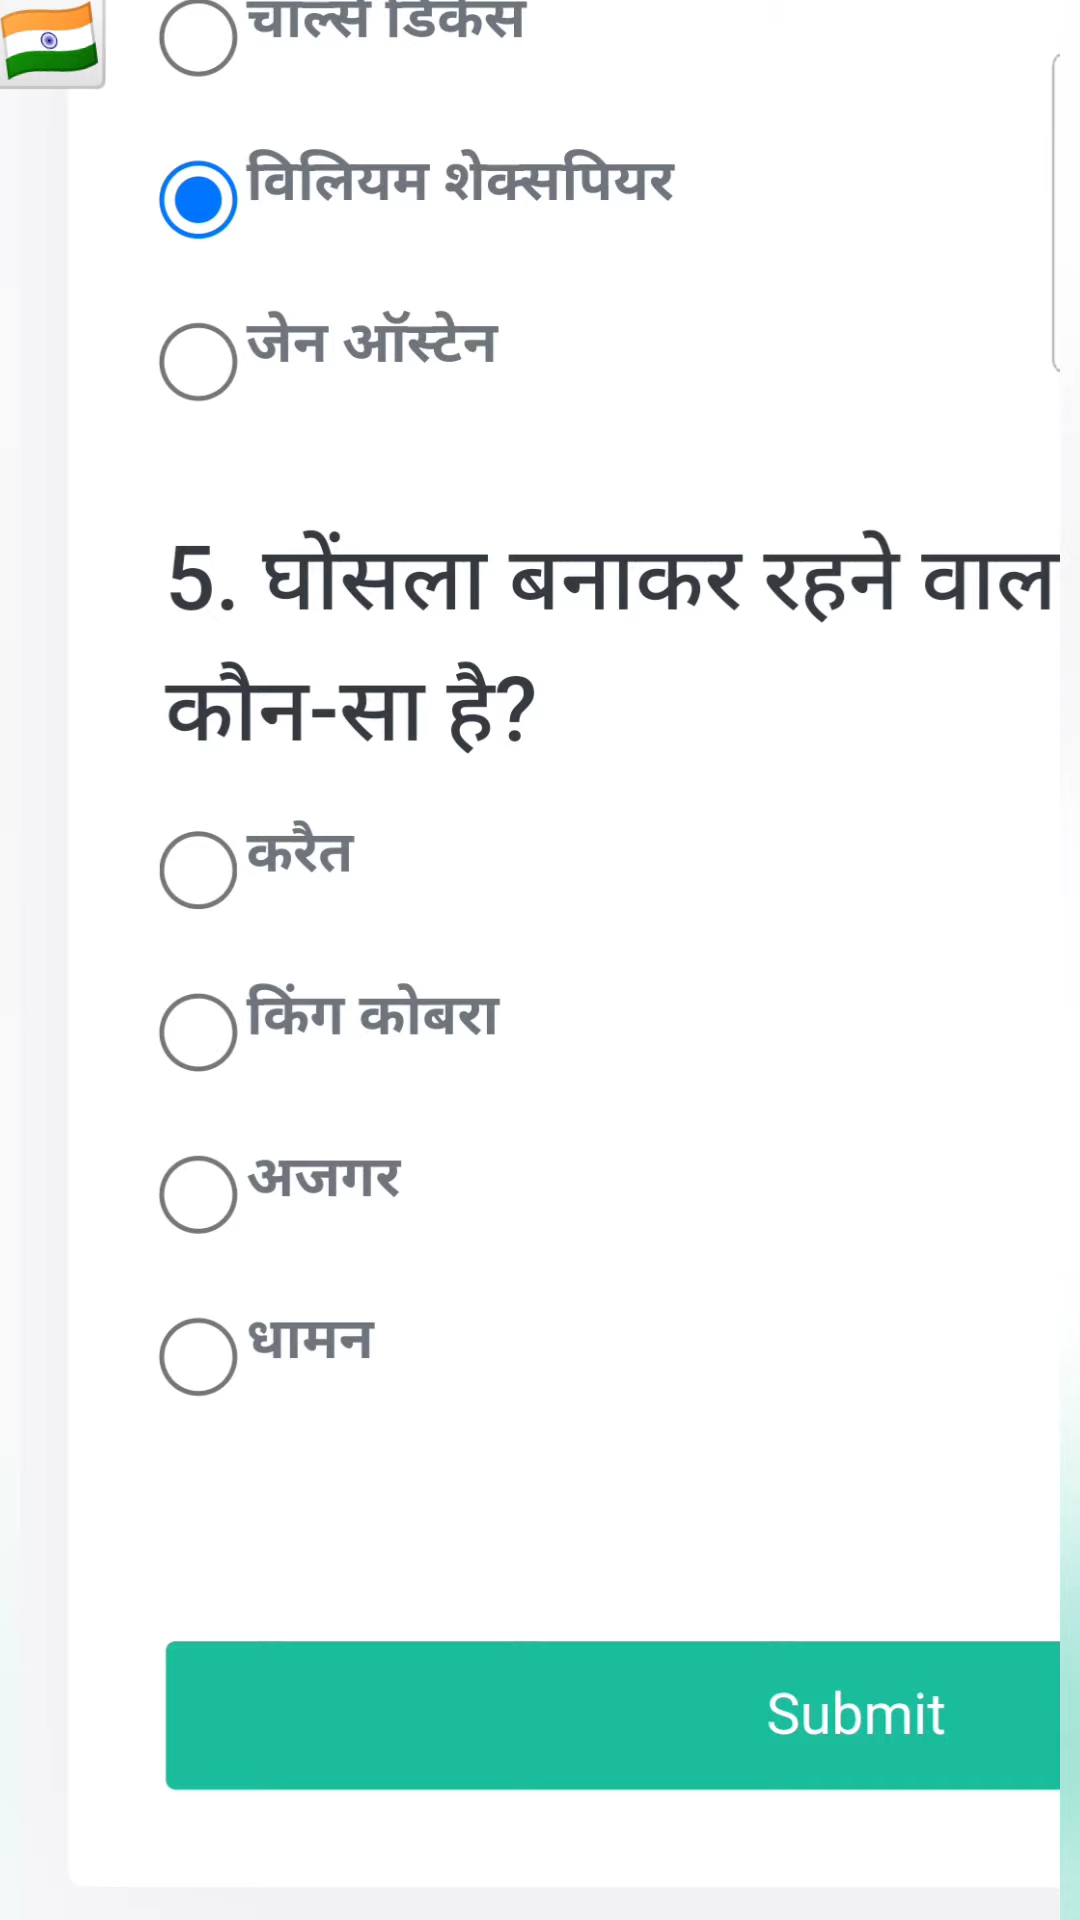 चार्ल्स डिकेंस
विलियम शेक्सपियर
जेन ऑस्टेन
5. घोंसला बनाकर रहने वाल
कौन-सा है?
करैत
किंग कोबरा
अजगर
धामन
Submit